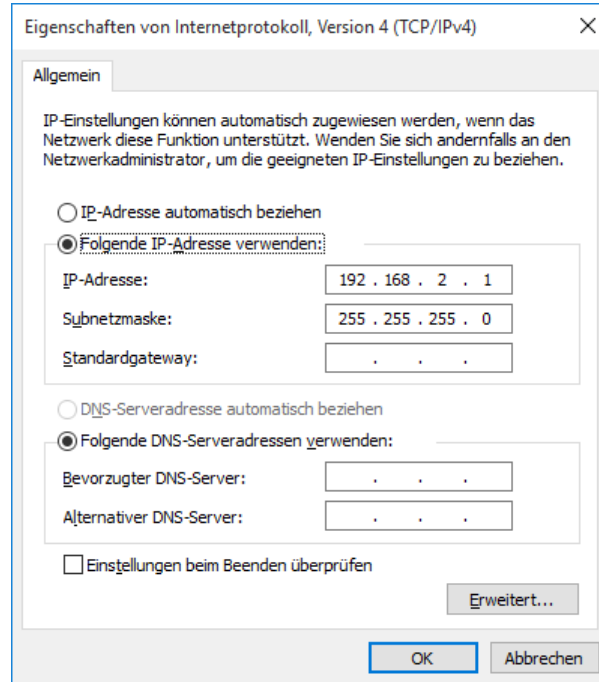 Eigenschaften von Internetprotokoll, Version 4 (TCP/IPv4)
Allgemein
IP-Einstellungen können automatisch zugewiesen werden, wenn das
Netzwerk diese Funktion unterstützt. Wenden Sie sich andernfalls an den
Netzwerkadministrator, um die geeigneten IP-Einstellungen zu beziehen.
IP-Adresse automatisch beziehen
Folgende IP-Adresse verwenden:
IP-Adresse: 192 . 168 . 2 . 1
Subnetzmaske: 255 . 255 . 255 . 0
Standardgateway: . . .
DNS-Serveradresse automatisch beziehen
Folgende DNS-Serveradressen verwenden:
Bevorzugter DNS-Server: . . .
Alternativer DNS-Server: . . .
Einstellungen beim Beenden überprüfen
Erweitert...
OK Abbrechen